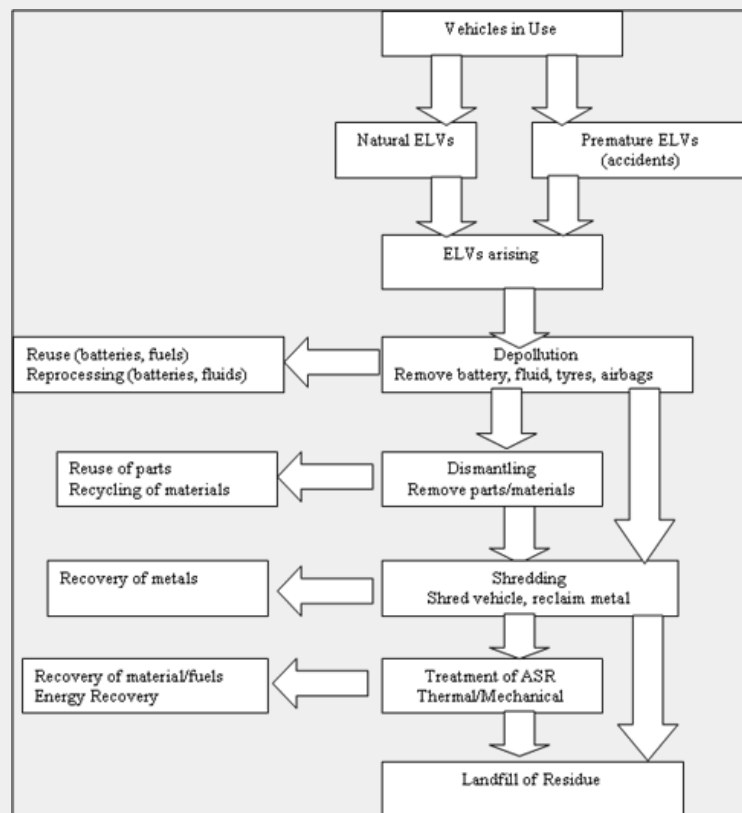 Vehicles in Use
Natural ELVs
Premature ELVs
(accidents)
ELVs arising
Reuse (batteries, fuels)
Reprocessing (batteries, fluids)
Depollution
Remove battery, fluid, tyres, airbags
Reuse of parts
Recycling of materials
Dismantling
Remove parts/materials
Recovery of metals
Shredding
Shred vehicle, reclaim metal
Recovery of material/fuels
Energy Recovery
Treatment of ASR
Thermal/Mechanical
Landfill of Residue